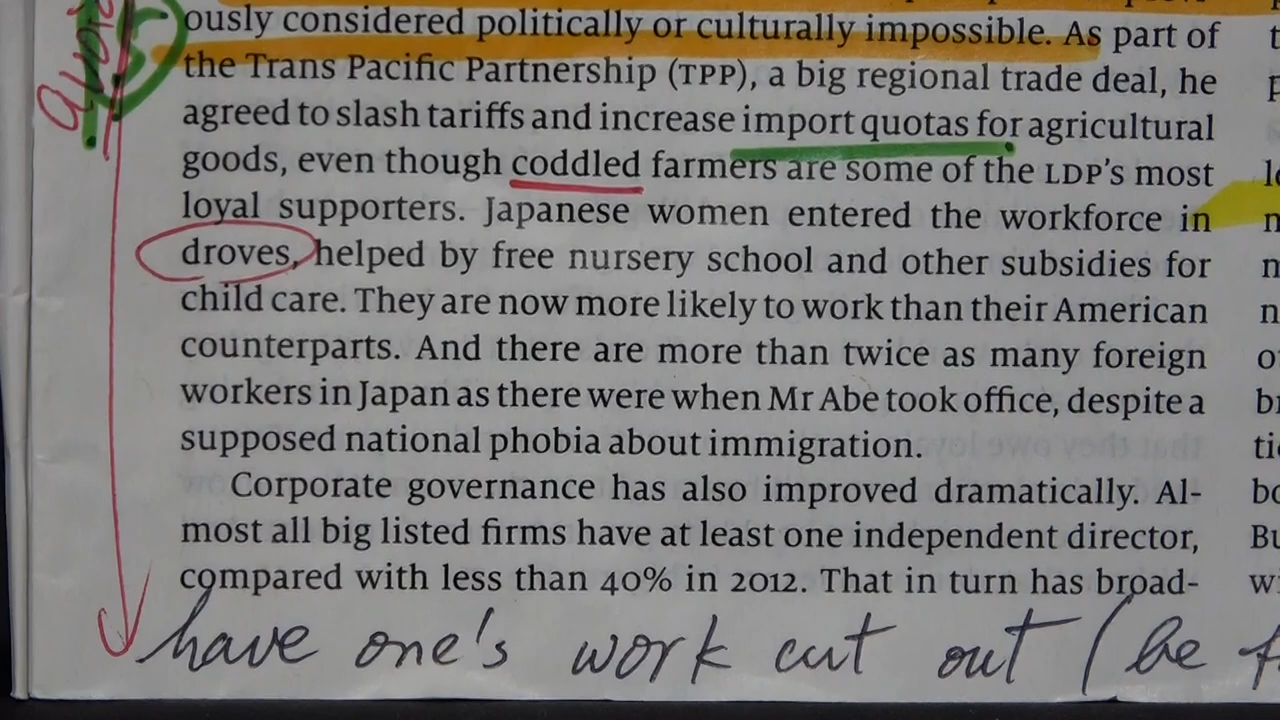 ously considered politically or culturally impossible. As part of
the Trans Pacific Partnership (TPP), a big regional trade deal, he
agreed to slash tariffs and increase import quotas for agricultural
goods, even though coddled farmers are some of the LDP's most
loyal supporters. Japanese women entered the workforce in
droves, helped by free nursery school and other subsidies for
child care. They are now more likely to work than their American
counterparts. And there are more than twice as many foreign
workers in Japan as there were when Mr Abe took office, despite a
supposed national phobia about immigration.
Corporate governance has also improved dramatically. Al-
most all big listed firms have at least one independent director,
compared with less than 40% in 2012. That in turn has broad-
have one's work cut out (be